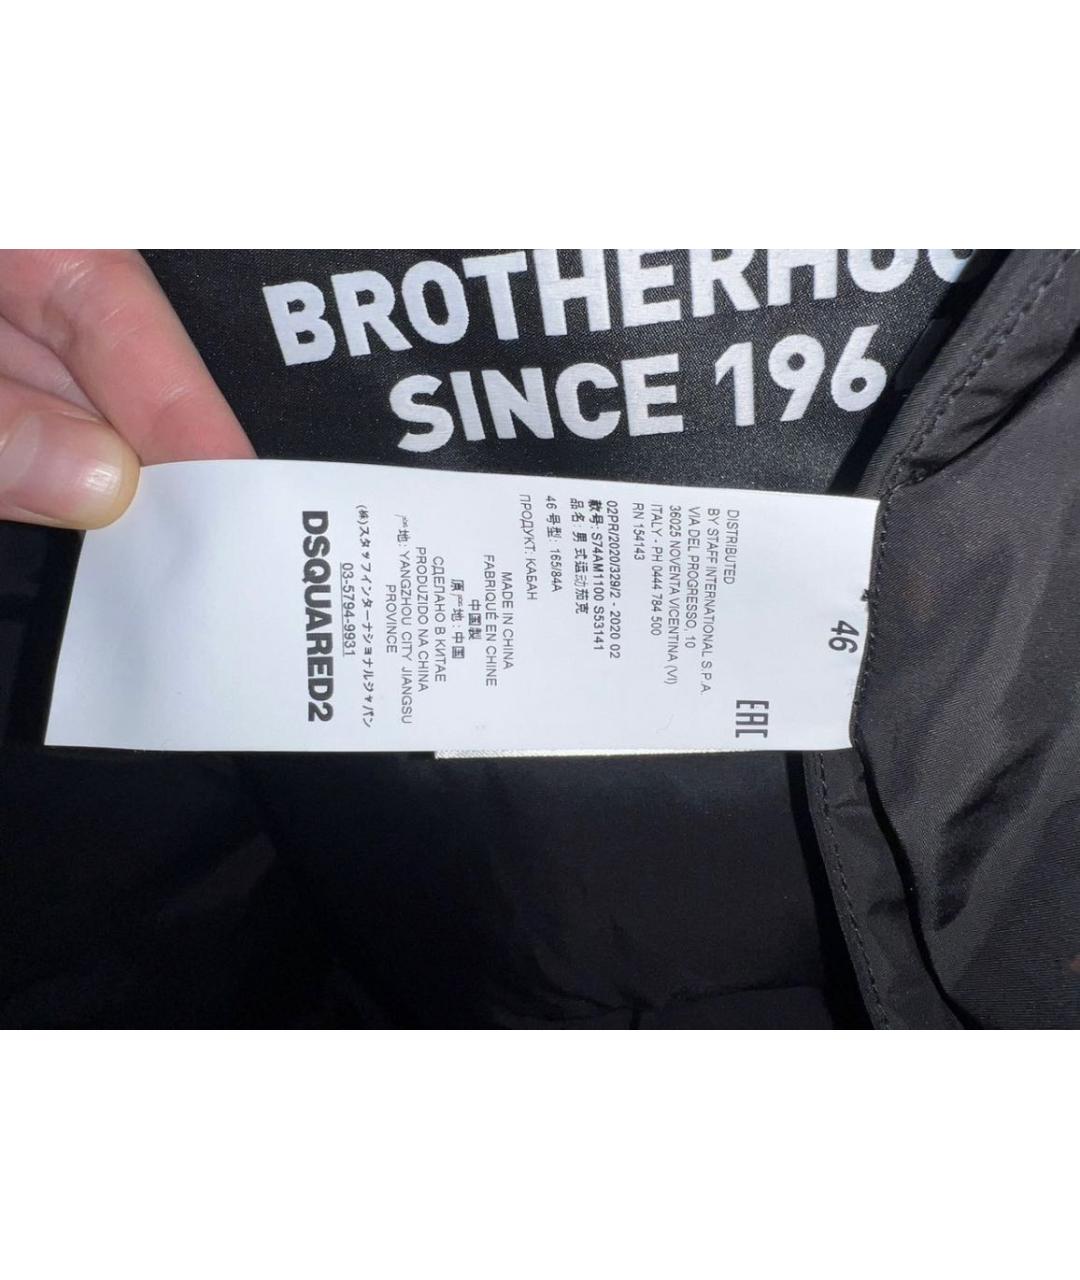 BROTHERHOO
SINCE 196
46
EAC
DISTRIBUTED
BY STAFF INTERNATIONAL S.P.A.
VIA DEL PROGRESSO, 10
36025 NOVENTA VICENTINA (VI)
ITALY - PH 0444 784 500
RN 154143
02PR/2020/329/2 - 2020 02
款号: S74AM1100 S53141
品名: 男 式运动茄克
46 号型: 165/84A
ПРОДУКТ: КАБАН
MADE IN CHINA
FABRIQUÉ EN CHINE
中国製
原产地: 中国
СДЕЛАНО В КИТАЕ
PRODUZIDO NA CHINA
产地: YANGZHOU CITY JIANGSU
PROVINCE
(株)スタッフインターナショナルジャパン
03-5794-9931
DSQUARED2